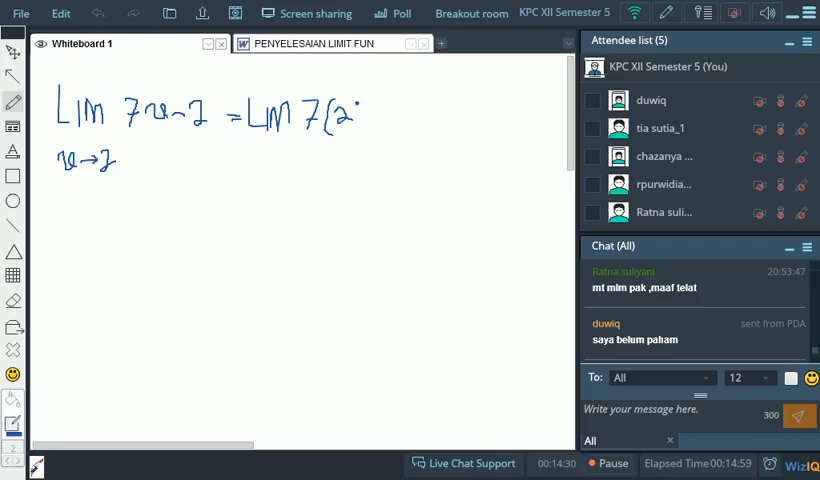 File Edit Screen sharing Poll Breakout room KPC XII Semester 5
Whiteboard 1
PENYELESAIAN LIMIT FUN
LIM 7x-2 = LIM 7(2
x→2
Attendee list (5)
KPC XII Semester 5 (You)
duwiq
tia sutia_1
chazanya ...
rpurwidia...
Ratna suli...
Chat (All)
Ratna suliyani 20:53:47
mt mlm pak ,maaf telat
duwiq sent from PDA
saya belum paham
To: All 12
Write your message here. 300
All
2
Live Chat Support 00:14:30 Pause Elapsed Time 00:14:59 WizIQ